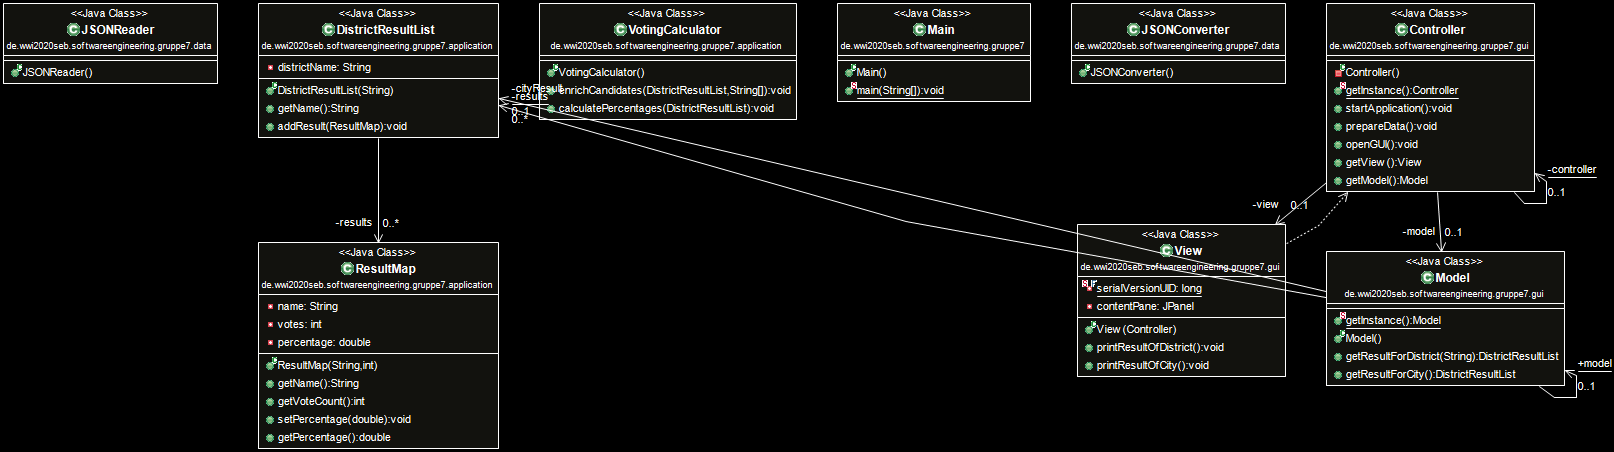 <<Java Class>>
JSONReader
de.wwi2020seb.softwareengineering.gruppe7.data
JSONReader()
<<Java Class>>
DistrictResultList
de.wwi2020seb.softwareengineering.gruppe7.application
districtName: String
DistrictResultList(String)
getName():String
addResult(ResultMap):void
<<Java Class>>
VotingCalculator
de.wwi2020seb.softwareengineering.gruppe7.application
VotingCalculator()
enrichCandidates(DistrictResultList,String[]):void
calculatePercentages(DistrictResultList):void
-cityResult
-results
0..1
0..*
<<Java Class>>
Main
de.wwi2020seb.softwareengineering.gruppe7
Main()
main(String[]):void
<<Java Class>>
JSONConverter
de.wwi2020seb.softwareengineering.gruppe7.data
JSONConverter()
<<Java Class>>
Controller
de.wwi2020seb.softwareengineering.gruppe7.gui
Controller()
getInstance():Controller
startApplication():void
prepareData():void
openGUI():void
getView():View
getModel():Model
-controller
0..1
-view 0..1
-model 0..1
-results 0..*
<<Java Class>>
ResultMap
de.wwi2020seb.softwareengineering.gruppe7.application
name: String
votes: int
percentage: double
ResultMap(String,int)
getName():String
getVoteCount():int
setPercentage(double):void
getPercentage():double
<<Java Class>>
View
de.wwi2020seb.softwareengineering.gruppe7.gui
serialVersionUID: long
contentPane: JPanel
View(Controller)
printResultOfDistrict():void
printResultOfCity():void
<<Java Class>>
Model
de.wwi2020seb.softwareengineering.gruppe7.gui
getInstance():Model
Model()
getResultForDistrict(String):DistrictResultList
getResultForCity():DistrictResultList
+model
0..1